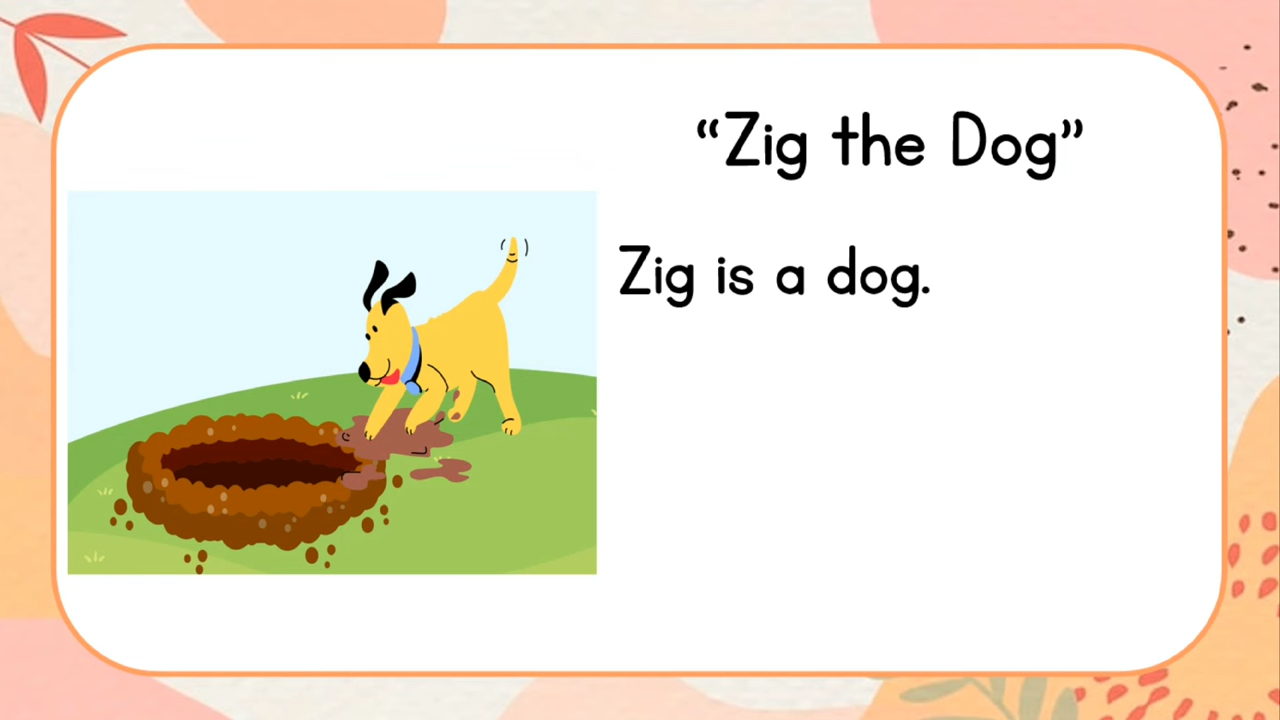 “Zig the Dog”
Zig is a dog.